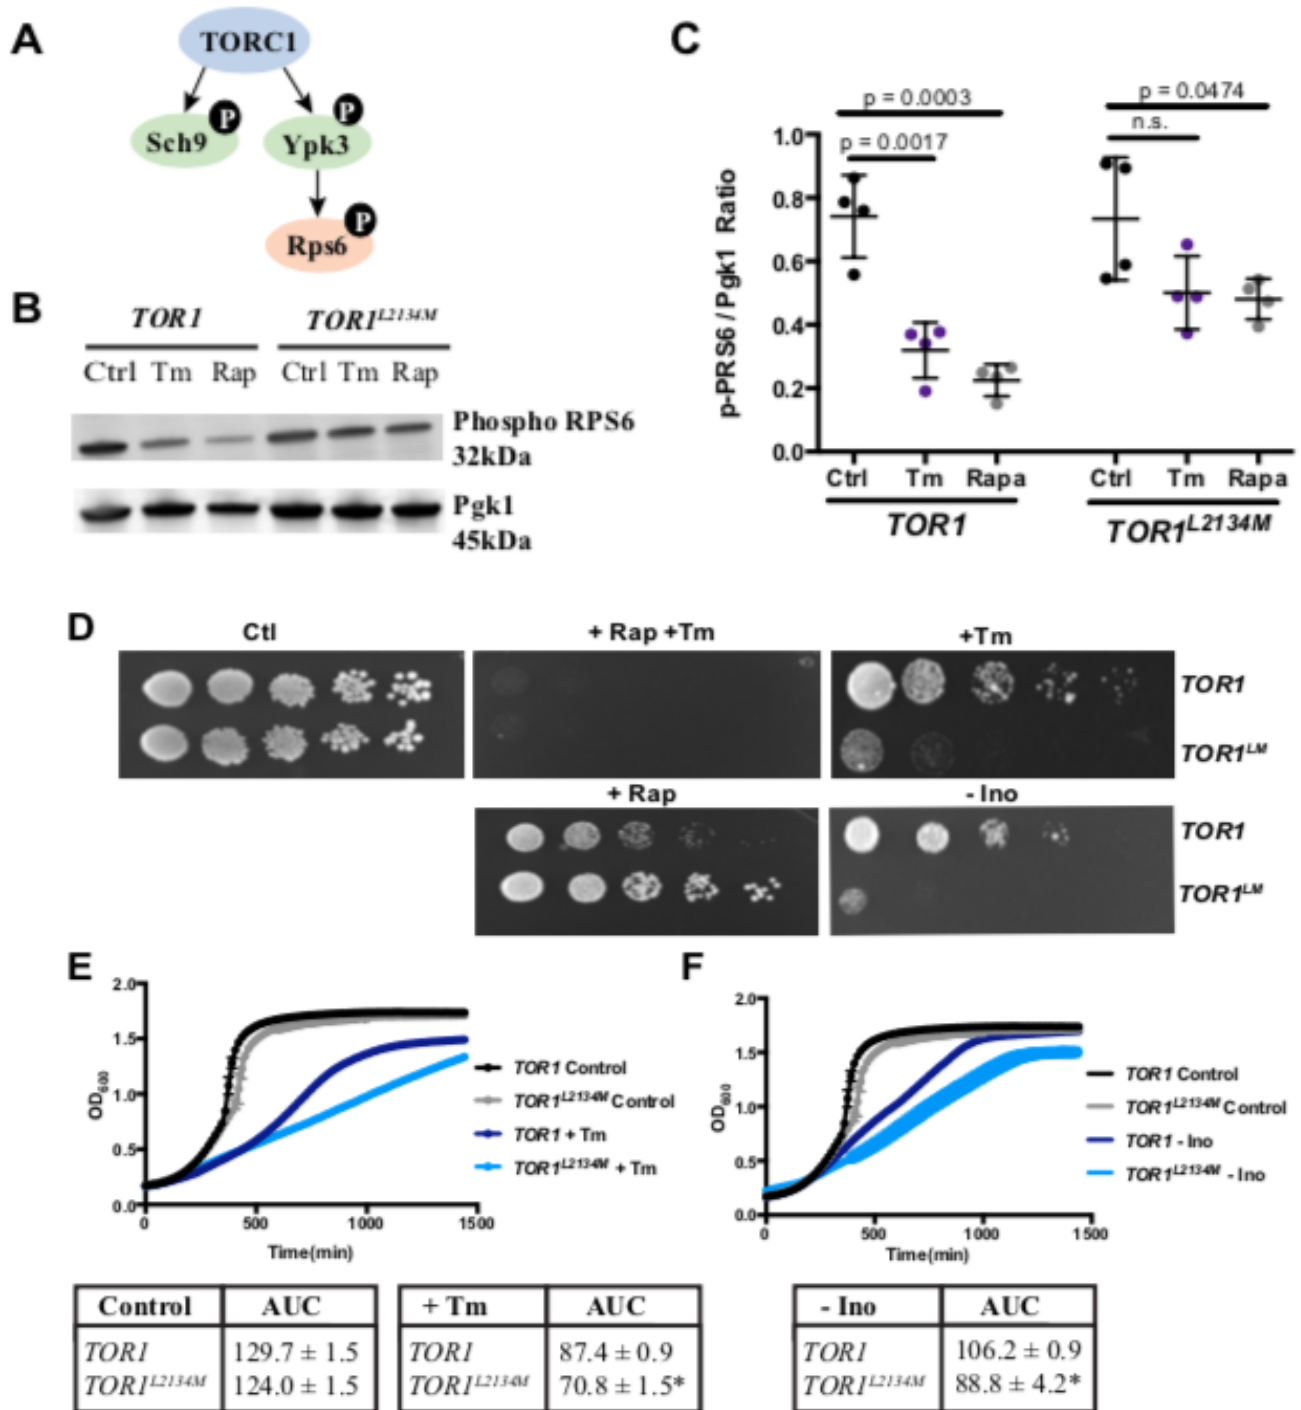 A
TORC1
P
P
Sch9
Ypk3
P
Rps6
B
TOR1
TOR1L2134M
Ctrl Tm Rap Ctrl Tm Rap
Phospho RPS6
32kDa
Pgk1
45kDa
C
p = 0.0003
p = 0.0017
p = 0.0474
n.s.
p-PRS6 / Pgk1 Ratio
1.0
0.8
0.6
0.4
0.2
0.0
Ctrl Tm Rapa Ctrl Tm Rapa
TOR1
TOR1L2134M
D
Ctl
+ Rap +Tm
+Tm
TOR1
TOR1LM
+ Rap
- Ino
TOR1
TOR1LM
E
OD600
2.0
1.5
1.0
0.5
0.0
0 500 1000 1500
Time(min)
TOR1 Control
TOR1L2134M Control
TOR1 + Tm
TOR1L2134M + Tm
F
OD600
2.0
1.5
1.0
0.5
0.0
0 500 1000 1500
Time(min)
TOR1 Control
TOR1L2134M Control
TOR1 - Ino
TOR1L2134M - Ino
Control AUC
TOR1 129.7 ± 1.5
TOR1L2134M 124.0 ± 1.5
+ Tm AUC
TOR1 87.4 ± 0.9
TOR1L2134M 70.8 ± 1.5*
- Ino AUC
TOR1 106.2 ± 0.9
TOR1L2134M 88.8 ± 4.2*